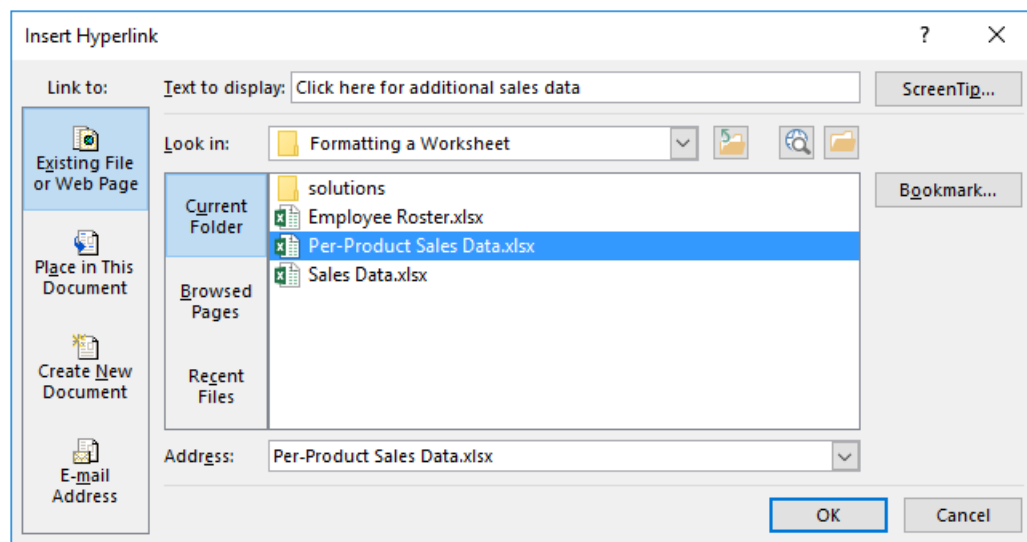 Insert Hyperlink
?
Link to:
Text to display: Click here for additional sales data
ScreenTip...
Existing File
or Web Page
Look in: Formatting a Worksheet
Current
Folder
solutions
Employee Roster.xlsx
Per-Product Sales Data.xlsx
Sales Data.xlsx
Bookmark...
Place in This
Document
Browsed
Pages
Create New
Document
Recent
Files
E-mail
Address
Address: Per-Product Sales Data.xlsx
OK
Cancel